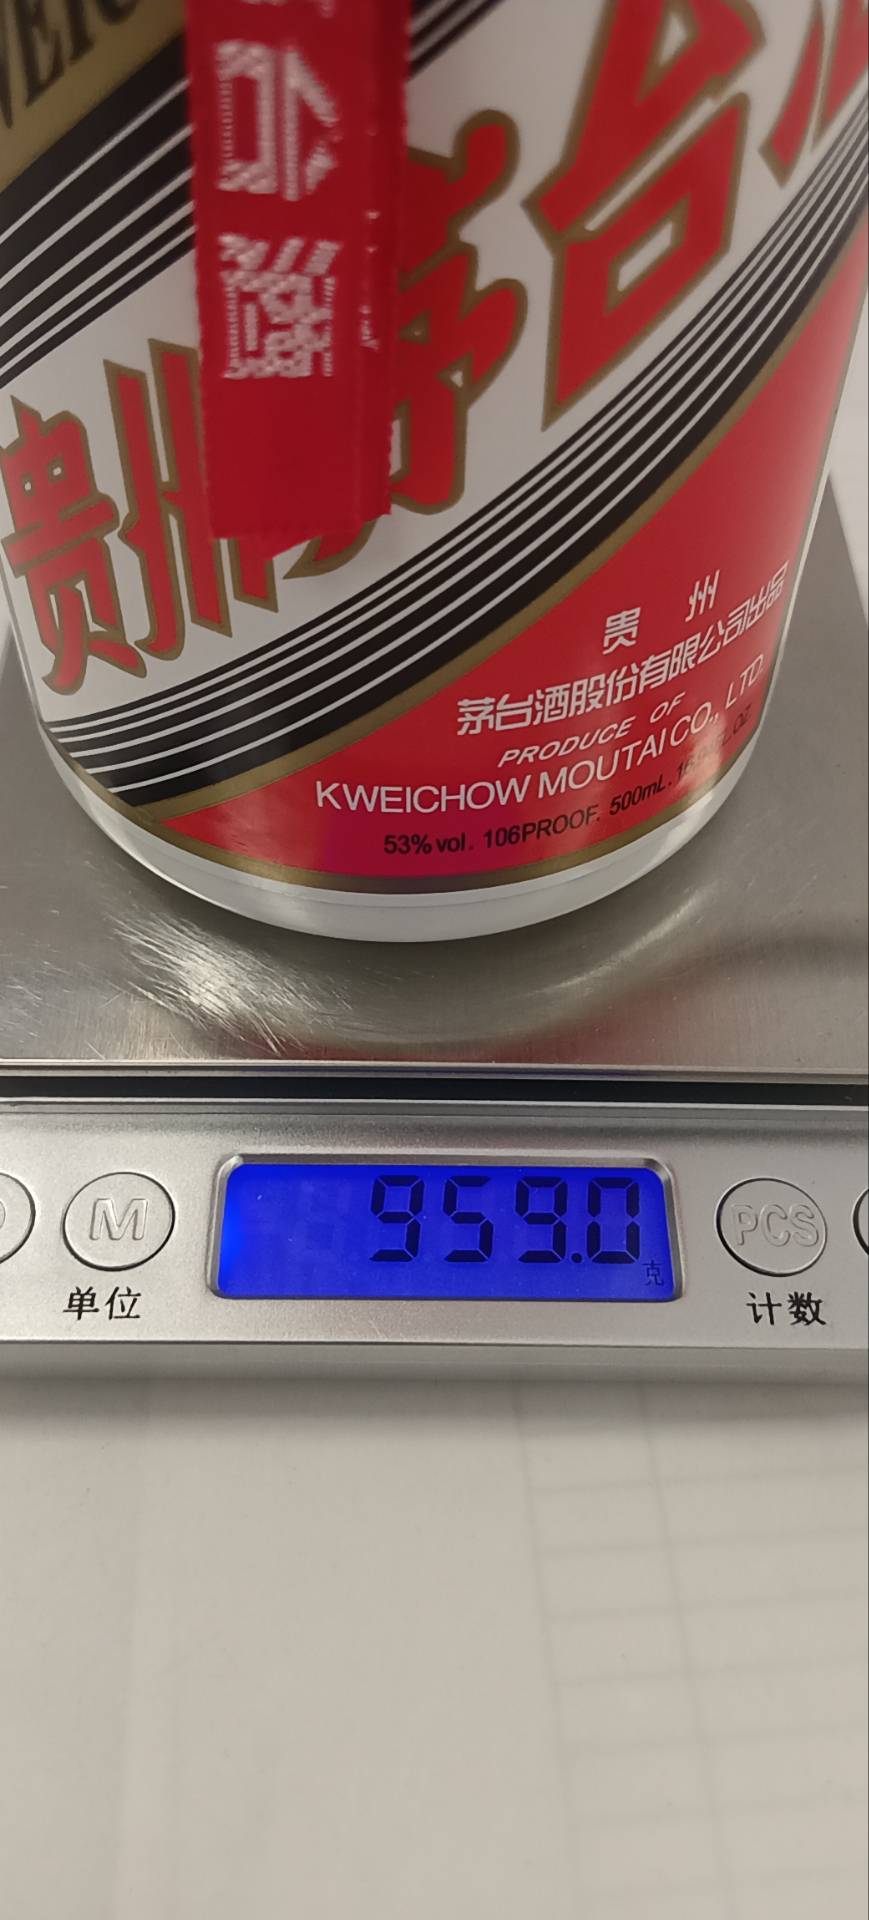 贵州茅台
贵 州
茅台酒股份有限公司出品
PRODUCE OF
KWEICHOW MOUTAI CO., LTD.
53%vol. 106PROOF. 500mL.
959.0
克
M
PCS
单位
计数